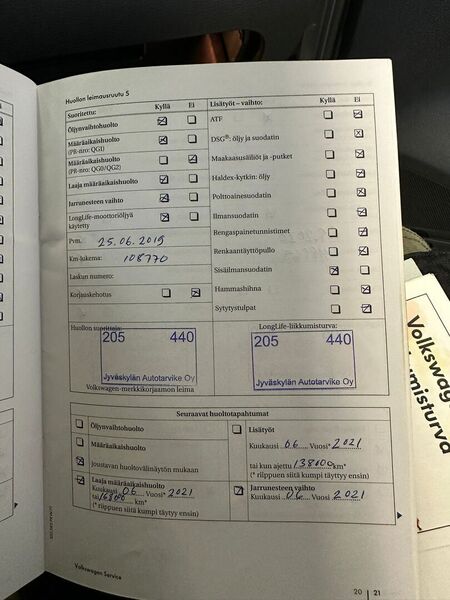 Huollon leimausruutu 5
Suoritettu: Kyllä Ei
Öljynvaihtohuolto
Määräaikaishuolto
(PR-nro: QG1)
Määräaikaishuolto
(PR-nro: QG0/QG2)
Laaja määräaikaishuolto
Jarrunesteen vaihto
LongLife-moottoriöljyä
käytetty
Pvm. 25.06.2019
Km-lukema: 108770
Laskun numero:
Korjauskehotus
Lisätyöt – vaihto: Kyllä Ei
ATF
DSG®: öljy ja suodatin
Maakaasusäiliöt ja -putket
Haldex-kytkin: öljy
Polttoainesuodatin
Ilmansuodatin
Rengaspainetunnistimet
Renkaantäyttöpullo
Sisäilmansuodatin
Hammashihna
Sytytystulpat
Huollon suorittaja:
205 440
Jyväskylän Autotarvike Oy
Volkswagen-merkkikorjaamon leima
LongLife-liikkumisturva:
205 440
Jyväskylän Autotarvike Oy
Seuraavat huoltotapahtumat
Öljynvaihtohuolto
Määräaikaishuolto
joustavan huoltovälinäytön mukaan
Laaja määräaikaishuolto
Kuukausi 06 Vuosi* 2021
tai km*
(* riippuen siitä kumpi täyttyy ensin)
Lisätyöt
Kuukausi 06 Vuosi* 2021
tai kun ajettu 138000 km*
(* riippuen siitä kumpi täyttyy ensin)
Jarrunesteen vaihto
Kuukausi 06 Vuosi 2021
Volkswagen Service
20 21
Volkswag
umisturva